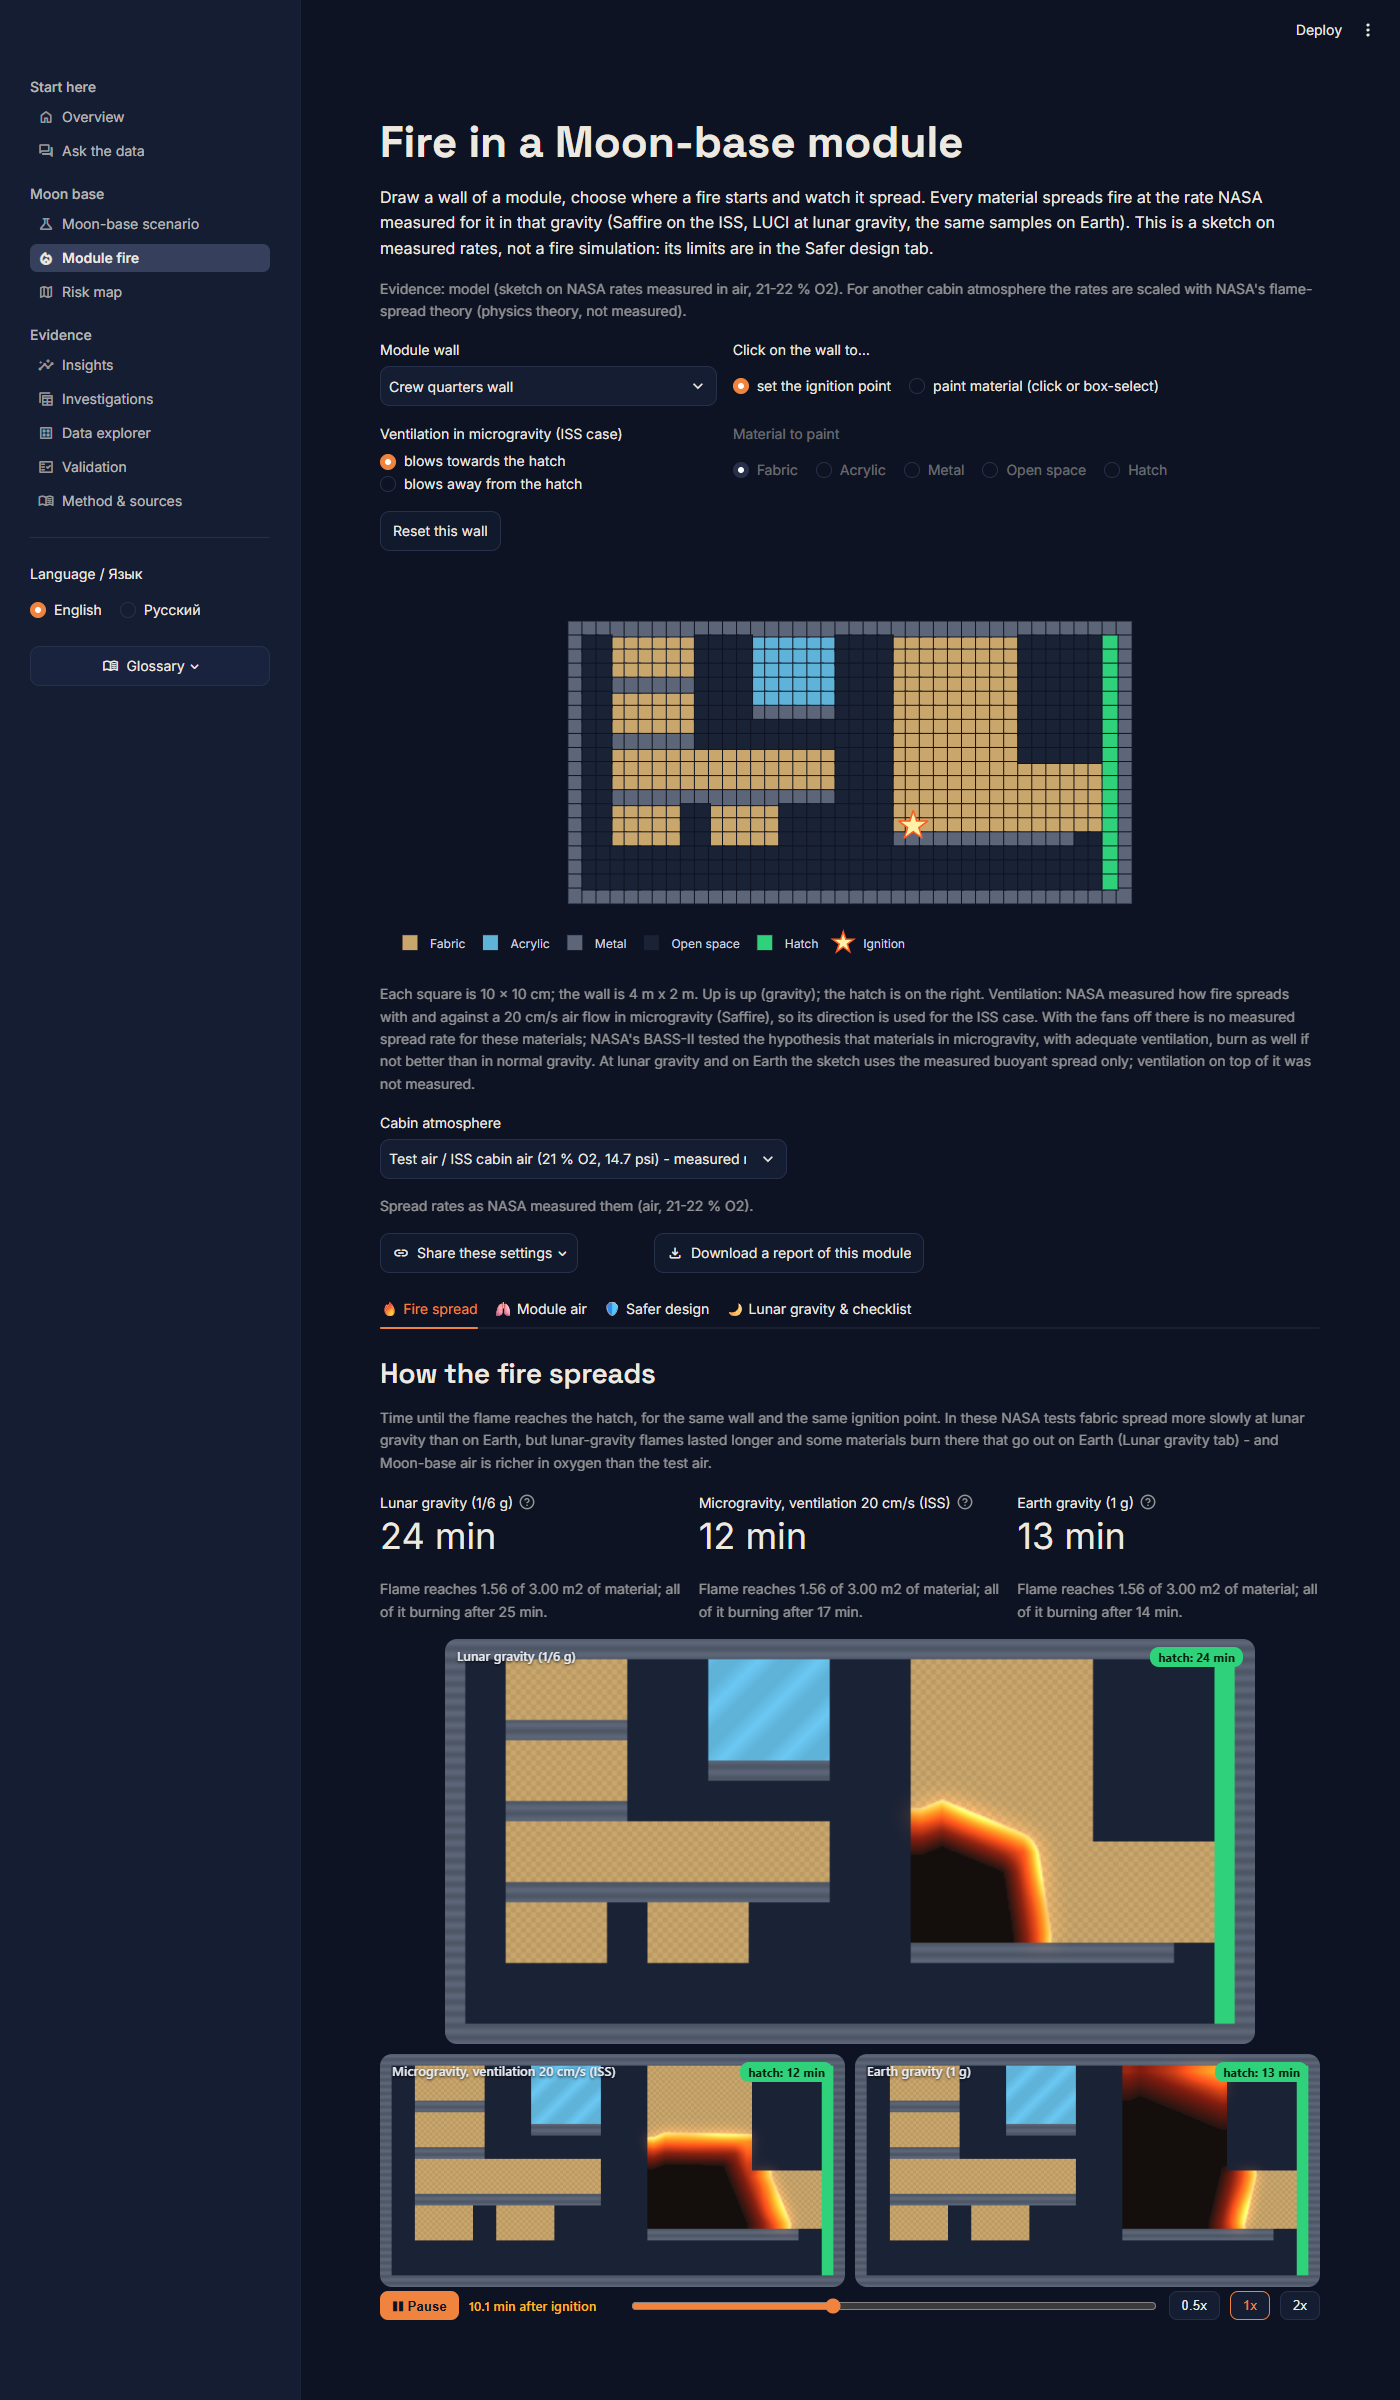 Deploy
Start here
Overview
Ask the data
Moon base
Moon-base scenario
Module fire
Risk map
Evidence
Insights
Investigations
Data explorer
Validation
Method & sources
Language / Язык
English
Русский
Glossary
Fire in a Moon-base module
Draw a wall of a module, choose where a fire starts and watch it spread. Every material spreads fire at the rate NASA
measured for it in that gravity (Saffire on the ISS, LUCI at lunar gravity, the same samples on Earth). This is a sketch on
measured rates, not a fire simulation: its limits are in the Safer design tab.
Evidence: model (sketch on NASA rates measured in air, 21-22 % O2). For another cabin atmosphere the rates are scaled with NASA's flame-
spread theory (physics theory, not measured).
Module wall
Crew quarters wall
Click on the wall to...
set the ignition point
paint material (click or box-select)
Ventilation in microgravity (ISS case)
blows towards the hatch
blows away from the hatch
Material to paint
Fabric
Acrylic
Metal
Open space
Hatch
Reset this wall
Fabric
Acrylic
Metal
Open space
Hatch
Ignition
Each square is 10 × 10 cm; the wall is 4 m x 2 m. Up is up (gravity); the hatch is on the right. Ventilation: NASA measured how fire spreads
with and against a 20 cm/s air flow in microgravity (Saffire), so its direction is used for the ISS case. With the fans off there is no measured
spread rate for these materials; NASA's BASS-II tested the hypothesis that materials in microgravity, with adequate ventilation, burn as well if
not better than in normal gravity. At lunar gravity and on Earth the sketch uses the measured buoyant spread only; ventilation on top of it was
not measured.
Cabin atmosphere
Test air / ISS cabin air (21 % O2, 14.7 psi) - measured
Spread rates as NASA measured them (air, 21-22 % O2).
Share these settings
Download a report of this module
Fire spread
Module air
Safer design
Lunar gravity & checklist
How the fire spreads
Time until the flame reaches the hatch, for the same wall and the same ignition point. In these NASA tests fabric spread more slowly at lunar
gravity than on Earth, but lunar-gravity flames lasted longer and some materials burn there that go out on Earth (Lunar gravity tab) - and
Moon-base air is richer in oxygen than the test air.
Lunar gravity (1/6 g)
24 min
Flame reaches 1.56 of 3.00 m2 of material; all
of it burning after 25 min.
Microgravity, ventilation 20 cm/s (ISS)
12 min
Flame reaches 1.56 of 3.00 m2 of material; all
of it burning after 17 min.
Earth gravity (1 g)
13 min
Flame reaches 1.56 of 3.00 m2 of material; all
of it burning after 14 min.
Lunar gravity (1/6 g)
hatch: 24 min
Microgravity, ventilation 20 cm/s (ISS)
hatch: 12 min
Earth gravity (1 g)
hatch: 13 min
Pause
10.1 min after ignition
0.5x
1x
2x